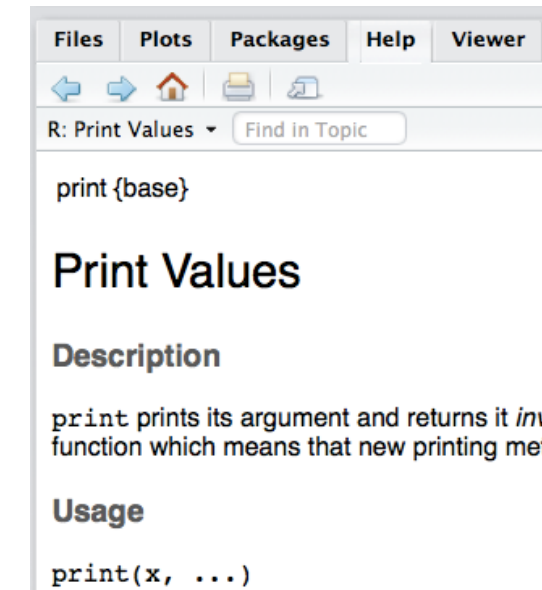 Files Plots Packages Help Viewer
R: Print Values Find in Topic
print {base}
Print Values
Description
print prints its argument and returns it
function which means that new printing
Usage
print(x, ...)